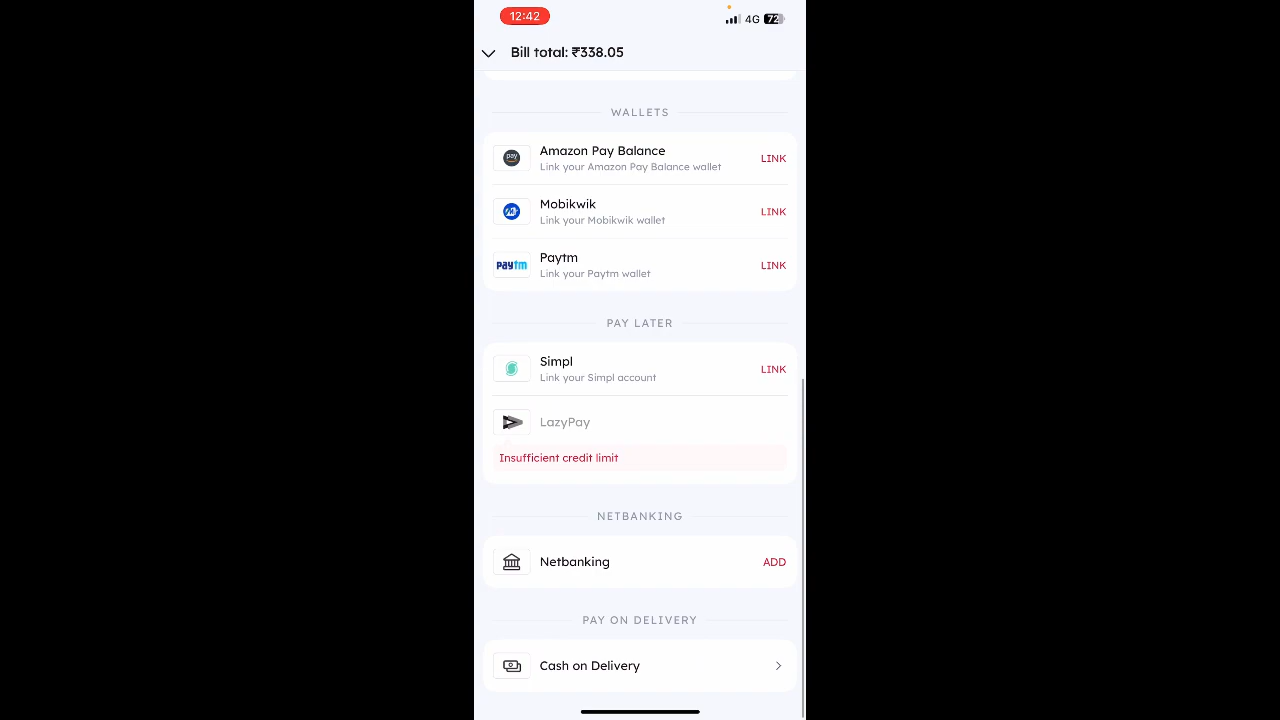 12:42
4G 72
Bill total: ₹338.05
WALLETS
pay
Amazon Pay Balance
Link your Amazon Pay Balance wallet
LINK
Mobikwik
Link your Mobikwik wallet
LINK
paytm
Paytm
Link your Paytm wallet
LINK
PAY LATER
Simpl
Link your Simpl account
LINK
LazyPay
Insufficient credit limit
NETBANKING
Netbanking
ADD
PAY ON DELIVERY
Cash on Delivery